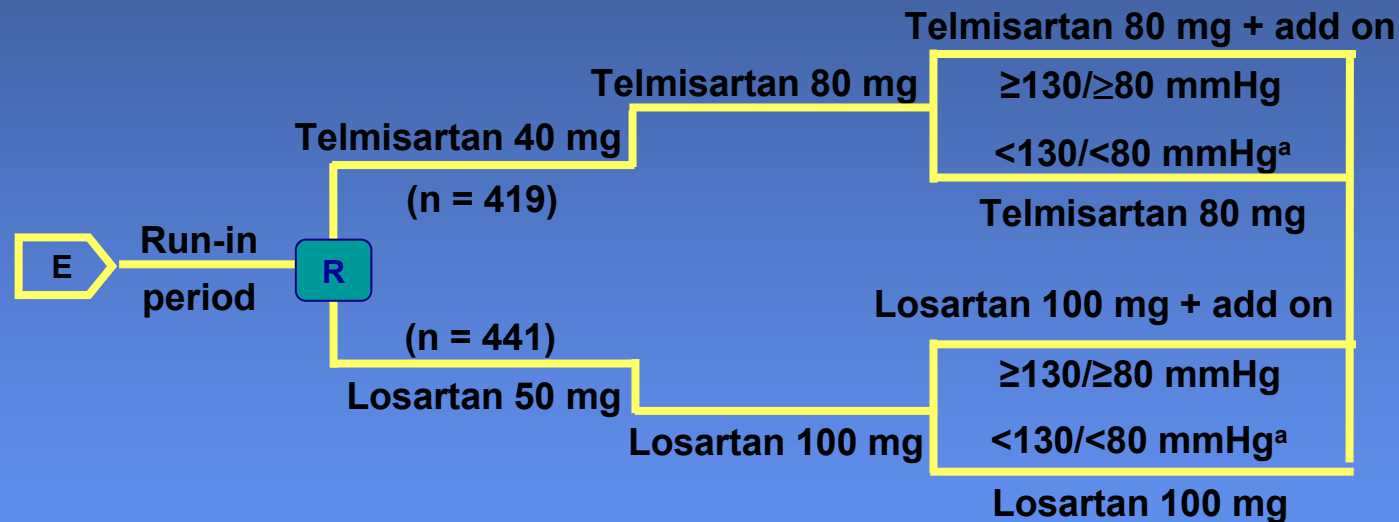 Telmisartan 80 mg + add on
Telmisartan 80 mg
≥130/≥80 mmHg
Telmisartan 40 mg
<130/<80 mmHgᵃ
(n = 419)
Telmisartan 80 mg
Run-in
E
R
period
Losartan 100 mg + add on
(n = 441)
≥130/≥80 mmHg
Losartan 50 mg
Losartan 100 mg
<130/<80 mmHgᵃ
Losartan 100 mg